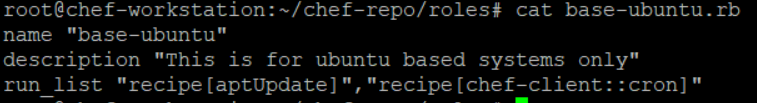 root@chef-workstation:~/chef-repo/roles# cat base-ubuntu.rb
name "base-ubuntu"
description "This is for ubuntu based systems only"
run_list "recipe[aptUpdate]","recipe[chef-client::cron]"